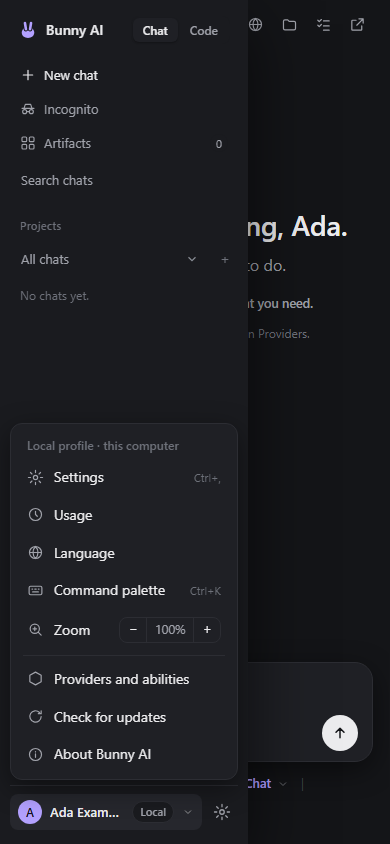 Bunny AI
Chat
Code
New chat
Incognito
Artifacts
0
Search chats
Projects
All chats
+
No chats yet.
ng, Ada.
to do.
t you need.
n Providers.
Local profile · this computer
Settings
Ctrl+,
Usage
Language
Command palette
Ctrl+K
Zoom
−
100%
+
Providers and abilities
Check for updates
About Bunny AI
Chat
A
Ada Exam...
Local